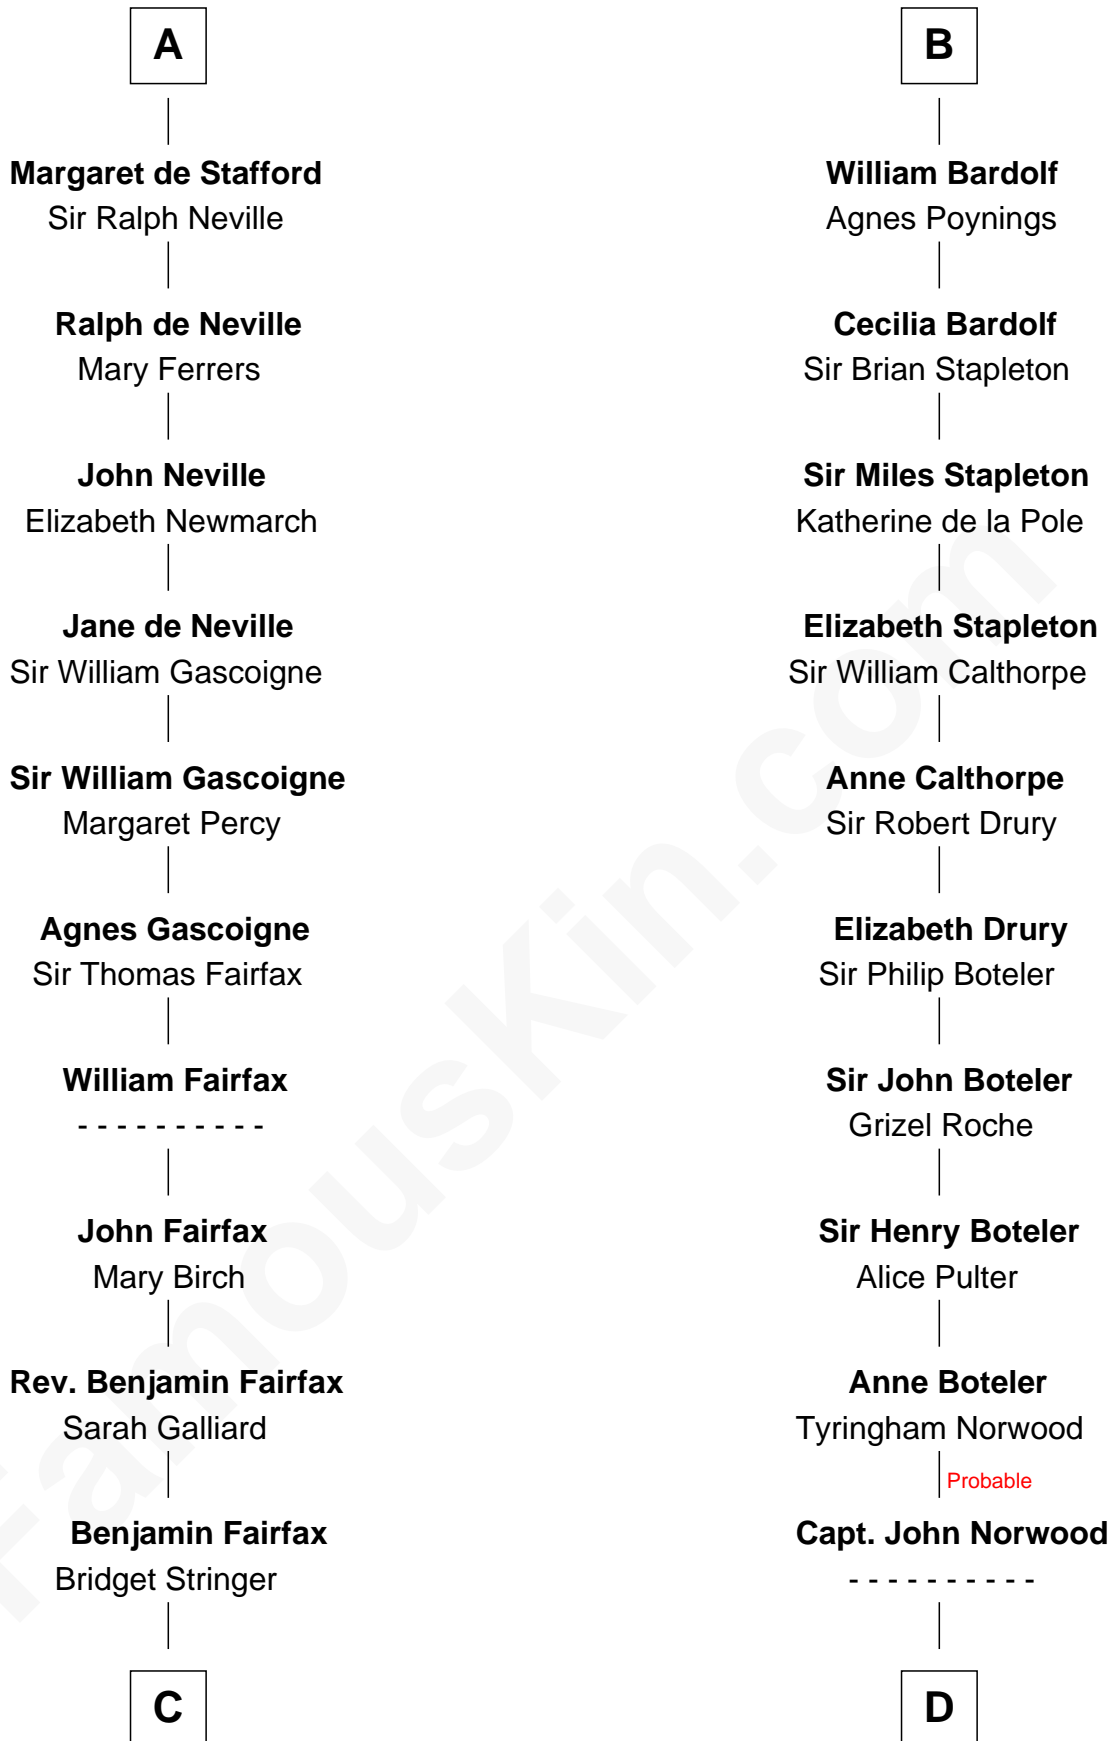 A
Margaret de Stafford
Sir Ralph Neville
Ralph de Neville
Mary Ferrers
John Neville
Elizabeth Newmarch
Jane de Neville
Sir William Gascoigne
Sir William Gascoigne
Margaret Percy
Agnes Gascoigne
Sir Thomas Fairfax
William Fairfax
- - - - - - - - - -
John Fairfax
Mary Birch
Rev. Benjamin Fairfax
Sarah Galliard
Benjamin Fairfax
Bridget Stringer
C
B
William Bardolf
Agnes Poynings
Cecilia Bardolf
Sir Brian Stapleton
Sir Miles Stapleton
Katherine de la Pole
Elizabeth Stapleton
Sir William Calthorpe
Anne Calthorpe
Sir Robert Drury
Elizabeth Drury
Sir Philip Boteler
Sir John Boteler
Grizel Roche
Sir Henry Boteler
Alice Pulter
Anne Boteler
Tyringham Norwood
Probable
Capt. John Norwood
- - - - - - - - - -
D
FamousKin.com